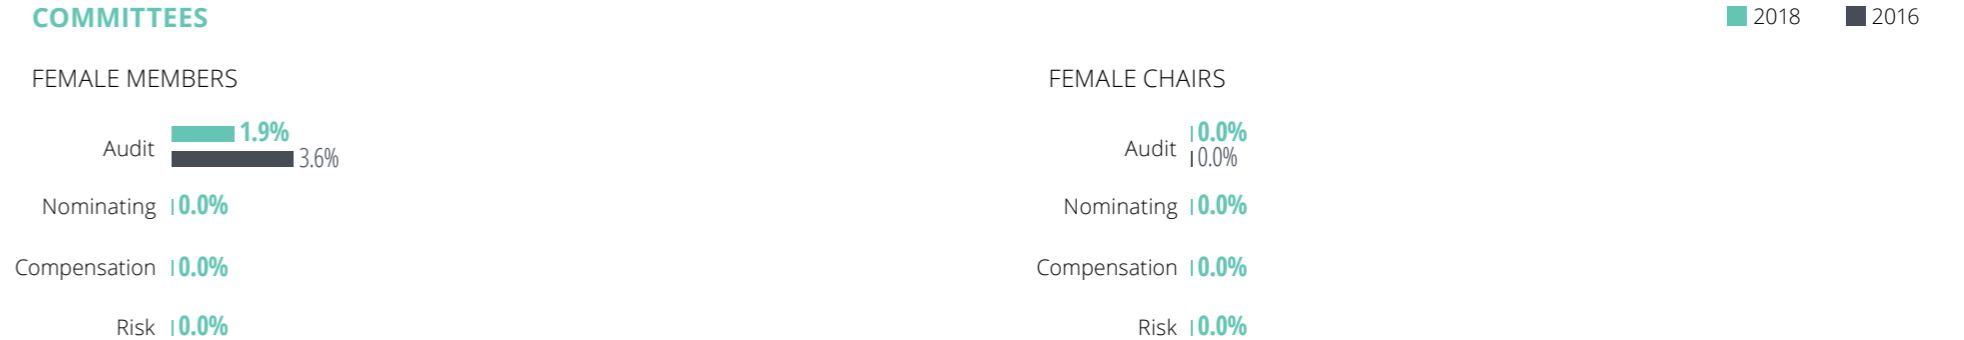 COMMITTEES
2018 2016
FEMALE MEMBERS
Audit 1.9%
3.6%
Nominating 0.0%
Compensation 0.0%
Risk 0.0%
FEMALE CHAIRS
Audit 0.0%
0.0%
Nominating 0.0%
Compensation 0.0%
Risk 0.0%